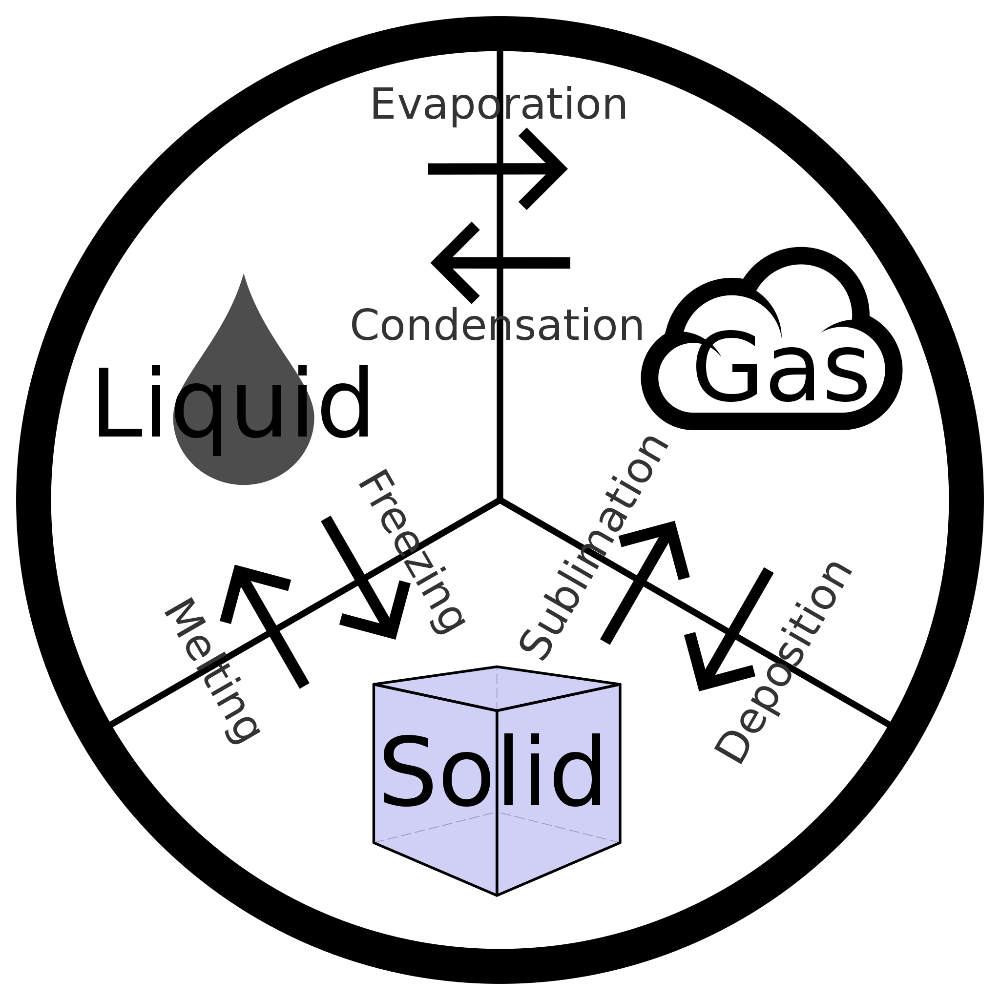 Evaporation
Condensation
Liquid
Gas
Freezing
Melting
Sublimation
Deposition
Solid